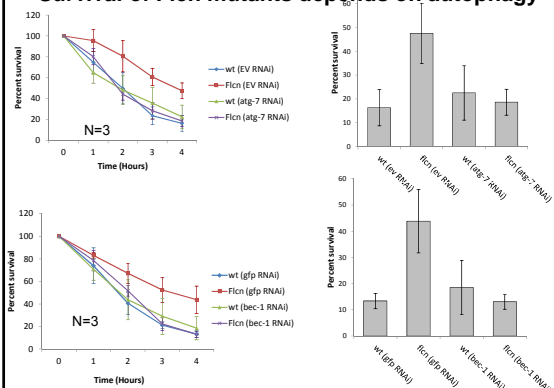 Survival of Flcn mutants depends on autophagy
120
100
80
60
40
20
0
Percent survival
0 1 2 3 4
Time (Hours)
N=3
wt (EV RNAi)
Flcn (EV RNAi)
wt (atg-7 RNAi)
Flcn (atg-7 RNAi)
60
50
40
30
20
10
0
Percent survival
wt (ev RNAi)
flcn (ev RNAi)
wt (atg-7 RNAi)
flcn (atg-7 RNAi)
120
100
80
60
40
20
0
Percent survival
0 1 2 3 4
Time (Hours)
N=3
wt (gfp RNAi)
Flcn (gfp RNAi)
wt (bec-1 RNAi)
Flcn (bec-1 RNAi)
60
50
40
30
20
10
0
Percent survival
wt (gfp RNAi)
flcn (gfp RNAi)
wt (bec-1 RNAi)
flcn (bec-1 RNAi)